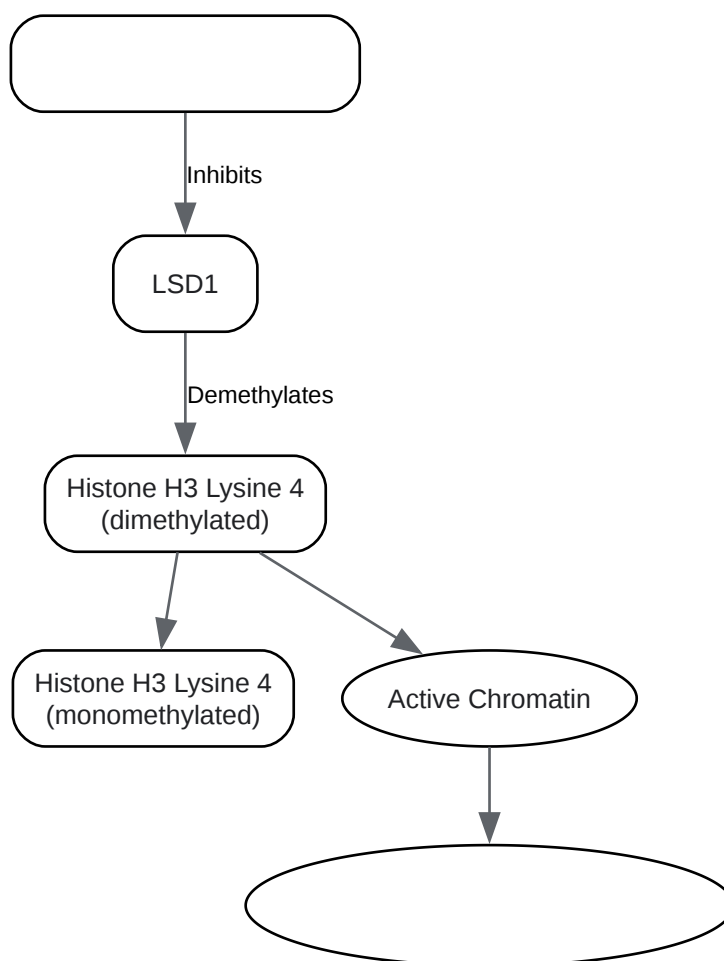 Inhibits
LSD1
Demethylates
Histone H3 Lysine 4
(dimethylated)
Histone H3 Lysine 4
(monomethylated)
Active Chromatin